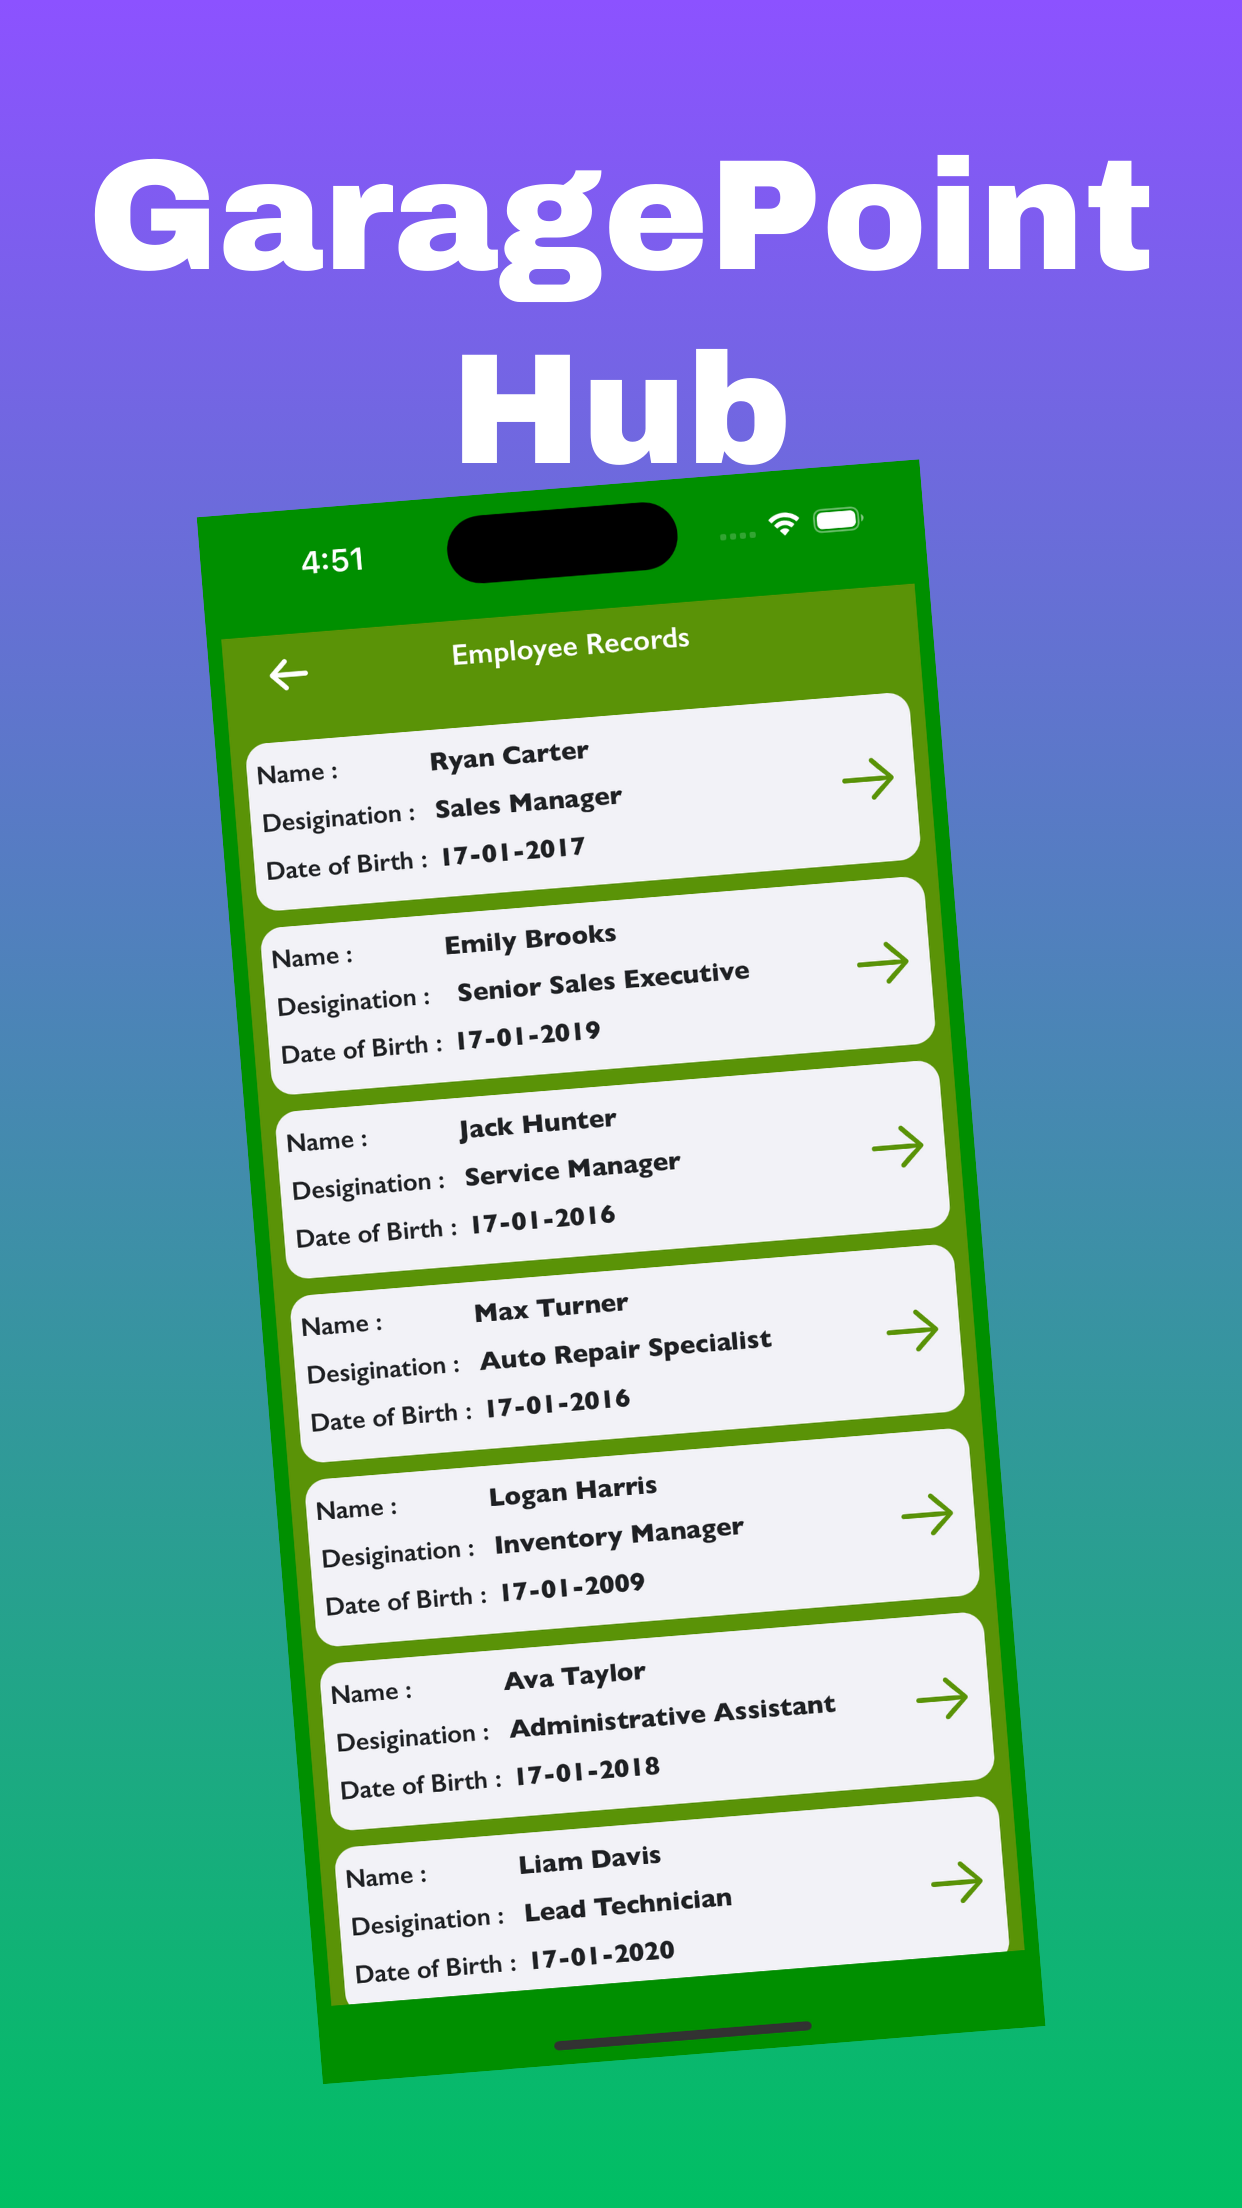 GaragePoint
Hub
4:51
Employee Records
Name : Ryan Carter
Desigination : Sales Manager
Date of Birth : 17-01-2017
Name : Emily Brooks
Desigination : Senior Sales Executive
Date of Birth : 17-01-2019
Name : Jack Hunter
Desigination : Service Manager
Date of Birth : 17-01-2016
Name : Max Turner
Desigination : Auto Repair Specialist
Date of Birth : 17-01-2016
Name : Logan Harris
Desigination : Inventory Manager
Date of Birth : 17-01-2009
Name : Ava Taylor
Desigination : Administrative Assistant
Date of Birth : 17-01-2018
Name : Liam Davis
Desigination : Lead Technician
Date of Birth : 17-01-2020